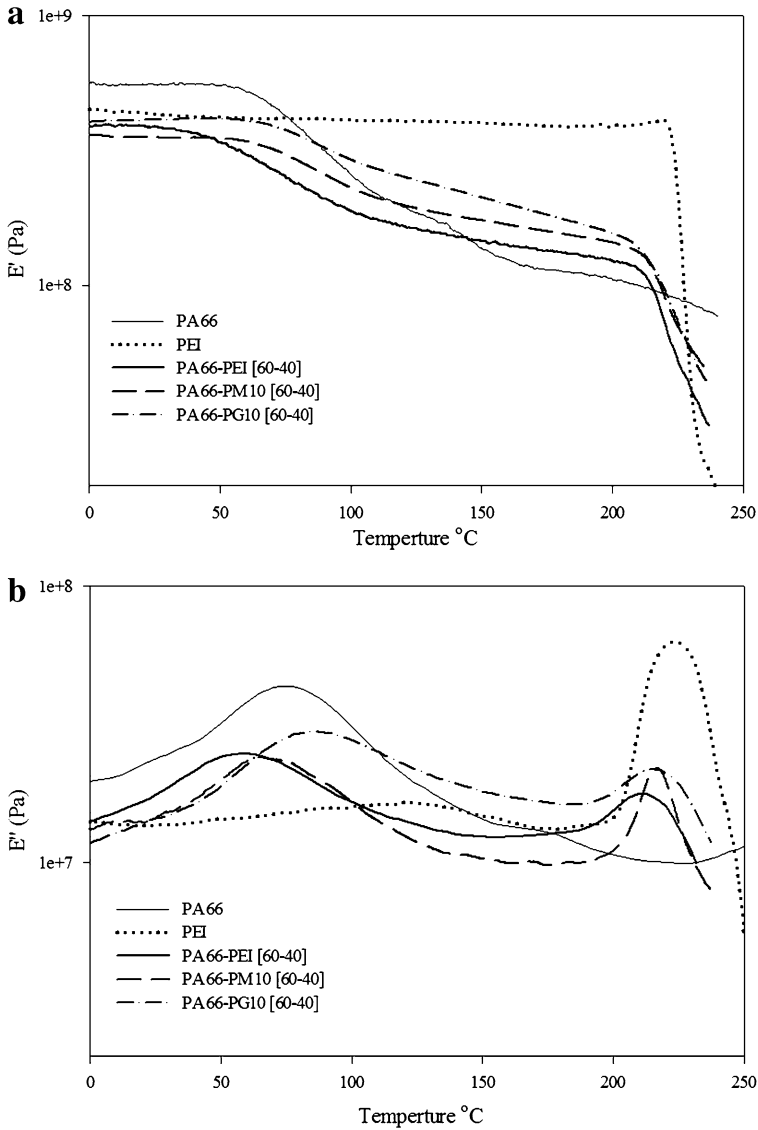 a
1e+9
1e+8
E' (Pa)
PA66
PEI
PA66-PEI [60-40]
PA66-PM10 [60-40]
PA66-PG10 [60-40]
0 50 100 150 200 250
Temperture °C
b
1e+8
1e+7
E'' (Pa)
PA66
PEI
PA66-PEI [60-40]
PA66-PM10 [60-40]
PA66-PG10 [60-40]
0 50 100 150 200 250
Temperture °C